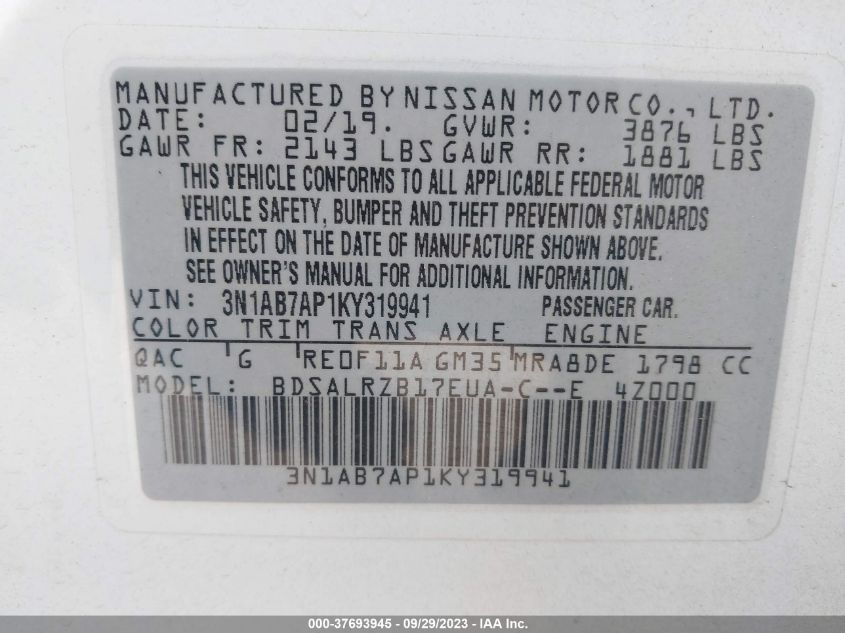 MANUFACTURED BY NISSAN MOTOR CO., LTD.
DATE: 02/19. GVWR: 3876 LBS
GAWR FR: 2143 LBS GAWR RR: 1881 LBS
THIS VEHICLE CONFORMS TO ALL APPLICABLE FEDERAL MOTOR
VEHICLE SAFETY, BUMPER AND THEFT PREVENTION STANDARDS
IN EFFECT ON THE DATE OF MANUFACTURE SHOWN ABOVE.
SEE OWNER'S MANUAL FOR ADDITIONAL INFORMATION.
VIN: 3N1AB7AP1KY319941 PASSENGER CAR.
COLOR TRIM TRANS AXLE ENGINE
QAC G RE0F11A GM35 MRA8DE 1798 CC
MODEL: BDSALRZB17EUA-C--E 4Z000
3N1AB7AP1KY319941
000-37693945 - 09/29/2023 - IAA Inc.